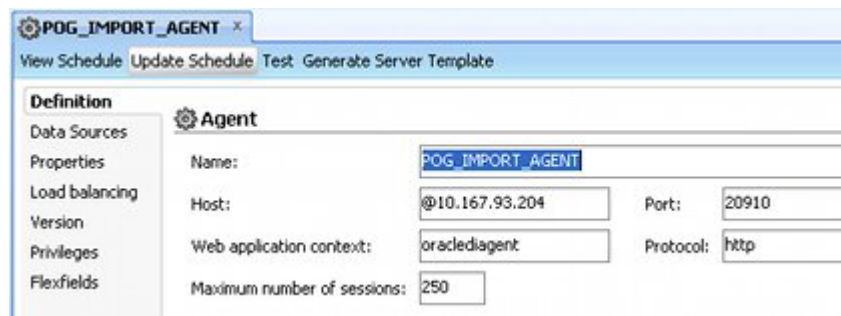 POG_IMPORT_AGENT x
View Schedule Update Schedule Test Generate Server Template
Definition
Data Sources
Properties
Load balancing
Version
Privileges
Flexfields
Agent
Name: POG_IMPORT_AGENT
Host: @10.167.93.204 Port: 20910
Web application context: oraclediagent Protocol: http
Maximum number of sessions: 250